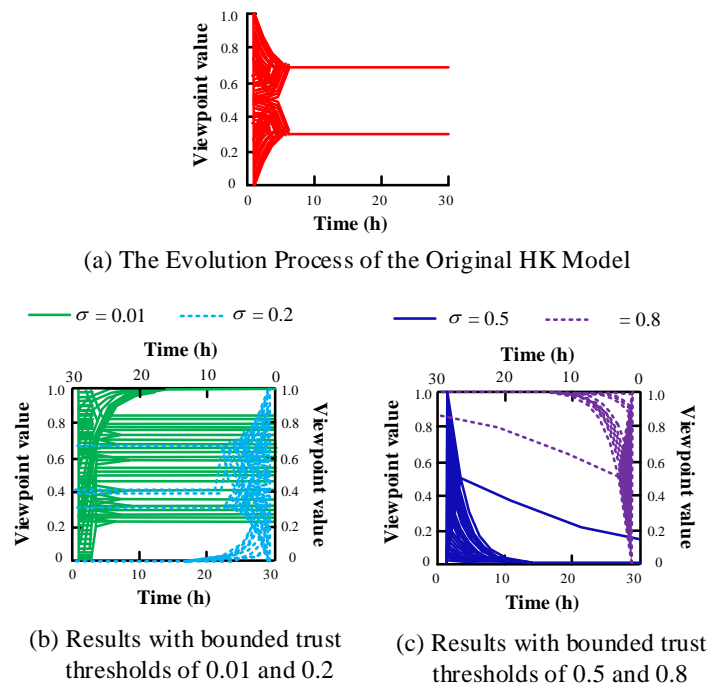 1.0
0.8
0.6
0.4
0.2
0
Viewpoint value
0 10 20 30
Time (h)
(a) The Evolution Process of the Original HK Model
σ = 0.01 σ = 0.2
Time (h)
30 20 10 0
1.0
0.8
0.6
0.4
0.2
0
Viewpoint value
1.0
0.8
0.6
0.4
0.2
0
Viewpoint value
0 10 20 30
Time (h)
(b) Results with bounded trust
thresholds of 0.01 and 0.2
σ = 0.5 = 0.8
Time (h)
30 20 10 0
1.0
0.8
0.6
0.4
0.2
0
Viewpoint value
1.0
0.8
0.6
0.4
0.2
0
Viewpoint value
0 10 20 30
Time (h)
(c) Results with bounded trust
thresholds of 0.5 and 0.8